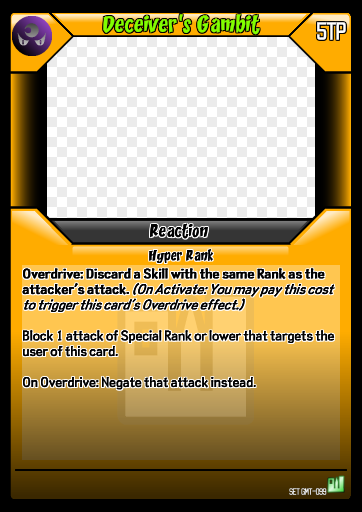 Deceiver's Gambit
5TP
Reaction
Hyper Rank
Overdrive: Discard a Skill with the same Rank as the
attacker's attack. (On Activate: You may pay this cost
to trigger this card's Overdrive effect.)
Block 1 attack of Special Rank or lower that targets the
user of this card.
On Overdrive: Negate that attack instead.
SET GMT-099